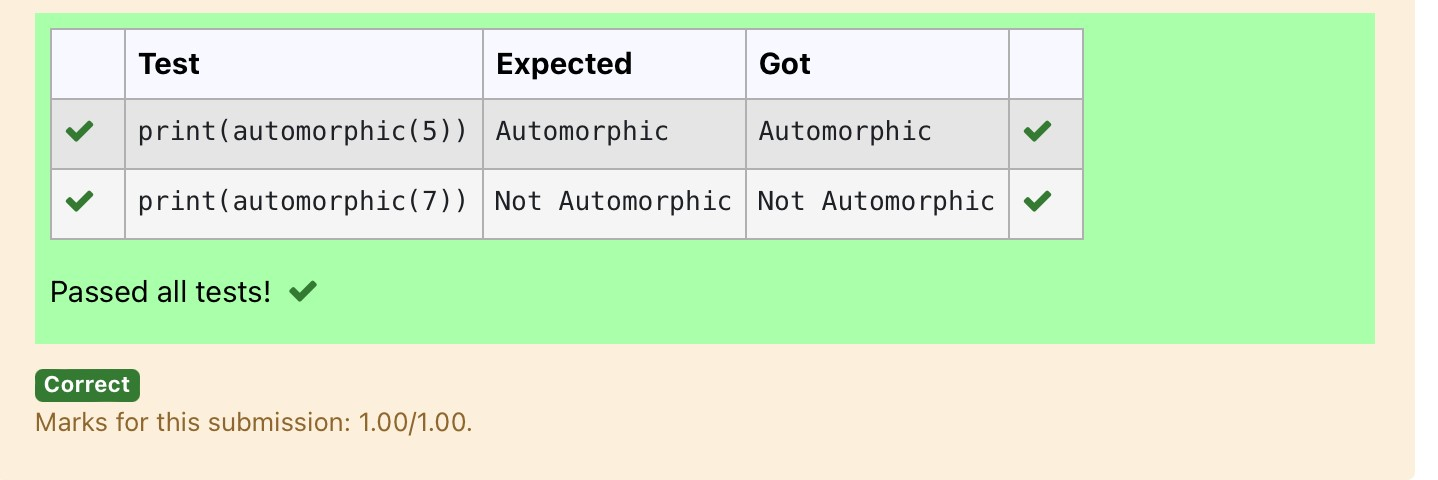 Test Expected Got
print(automorphic(5)) Automorphic Automorphic
print(automorphic(7)) Not Automorphic Not Automorphic
Passed all tests!
Correct
Marks for this submission: 1.00/1.00.